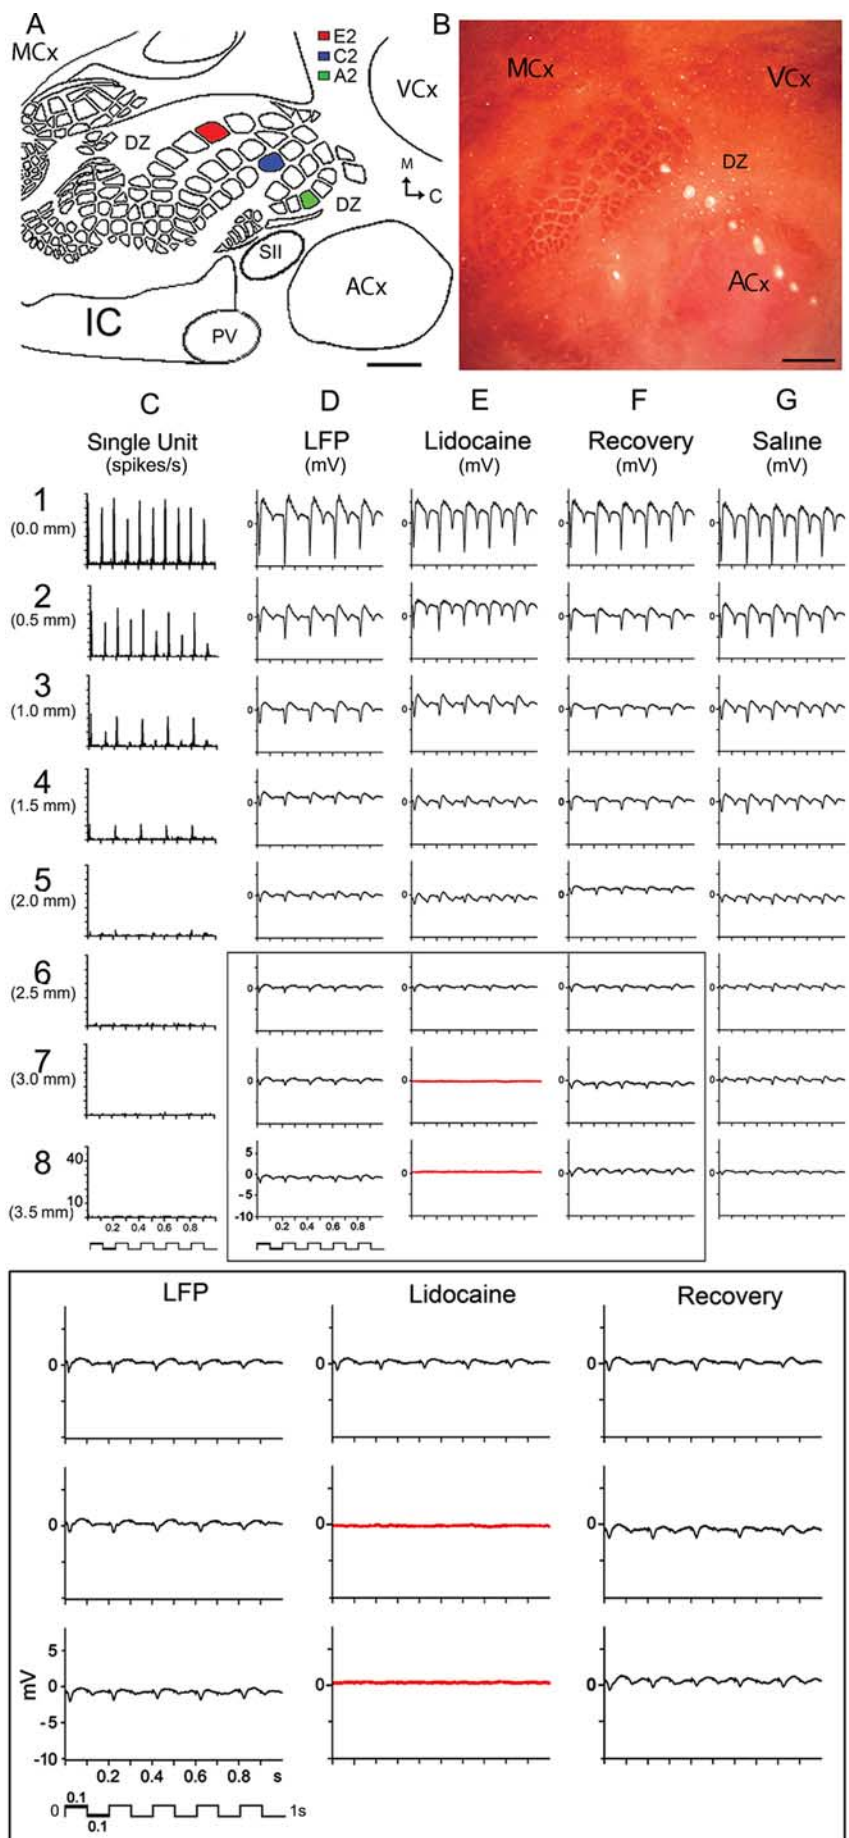 A
MCx
E2
C2
A2
VCx
DZ
M
C
DZ
SII
ACx
IC
PV
B
MCx
VCx
DZ
ACx
C D E F G
Single Unit LFP Lidocaine Recovery Saline
(spikes/s) (mV) (mV) (mV) (mV)
1
(0.0 mm)
0 0 0 0
2
(0.5 mm)
0 0 0 0
3
(1.0 mm)
0 0 0 0
4
(1.5 mm)
0 0 0 0
5
(2.0 mm)
0 0 0 0
6
(2.5 mm)
0 0 0 0
7
(3.0 mm)
0 0 0 0
8
(3.5 mm)
40
10
5
0
-5
-10
0 0 0
0.2 0.4 0.6 0.8 0.2 0.4 0.6 0.8
LFP Lidocaine Recovery
0 0 0
0 0 0
mV
5
0
-5
-10
0 0
0.2 0.4 0.6 0.8 s
0 0.1 1s
0.1